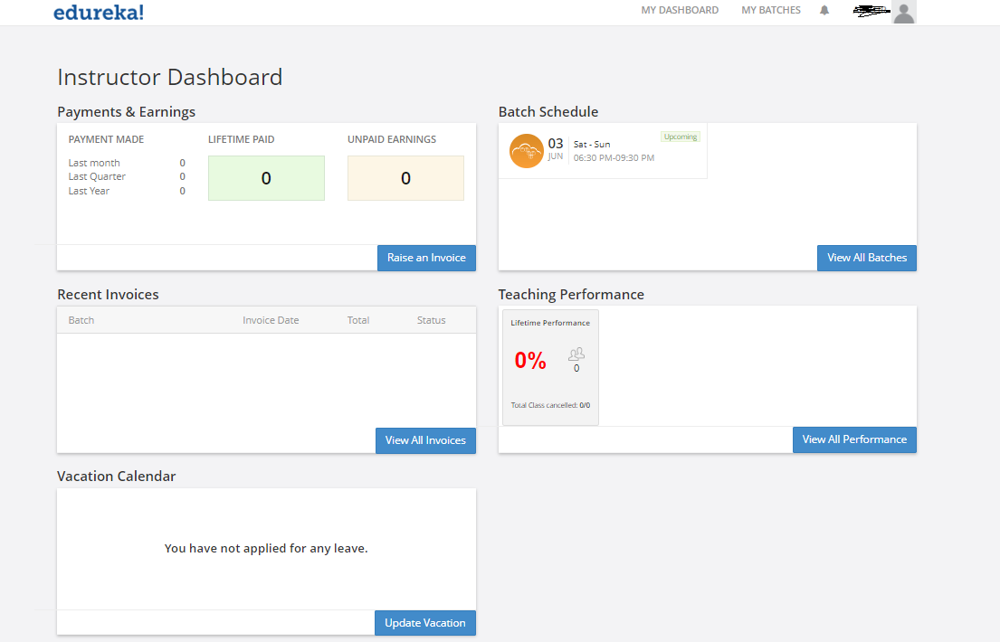 edureka!
MY DASHBOARD MY BATCHES
Instructor Dashboard
Payments & Earnings
PAYMENT MADE LIFETIME PAID UNPAID EARNINGS
Last month 0
Last Quarter 0
Last Year 0
0 0
Raise an Invoice
Batch Schedule
03 JUN
Sat - Sun Upcoming
06:30 PM-09:30 PM
View All Batches
Recent Invoices
Batch Invoice Date Total Status
View All Invoices
Teaching Performance
Lifetime Performance
0% 0
Total Class cancelled: 0/0
View All Performance
Vacation Calendar
You have not applied for any leave.
Update Vacation